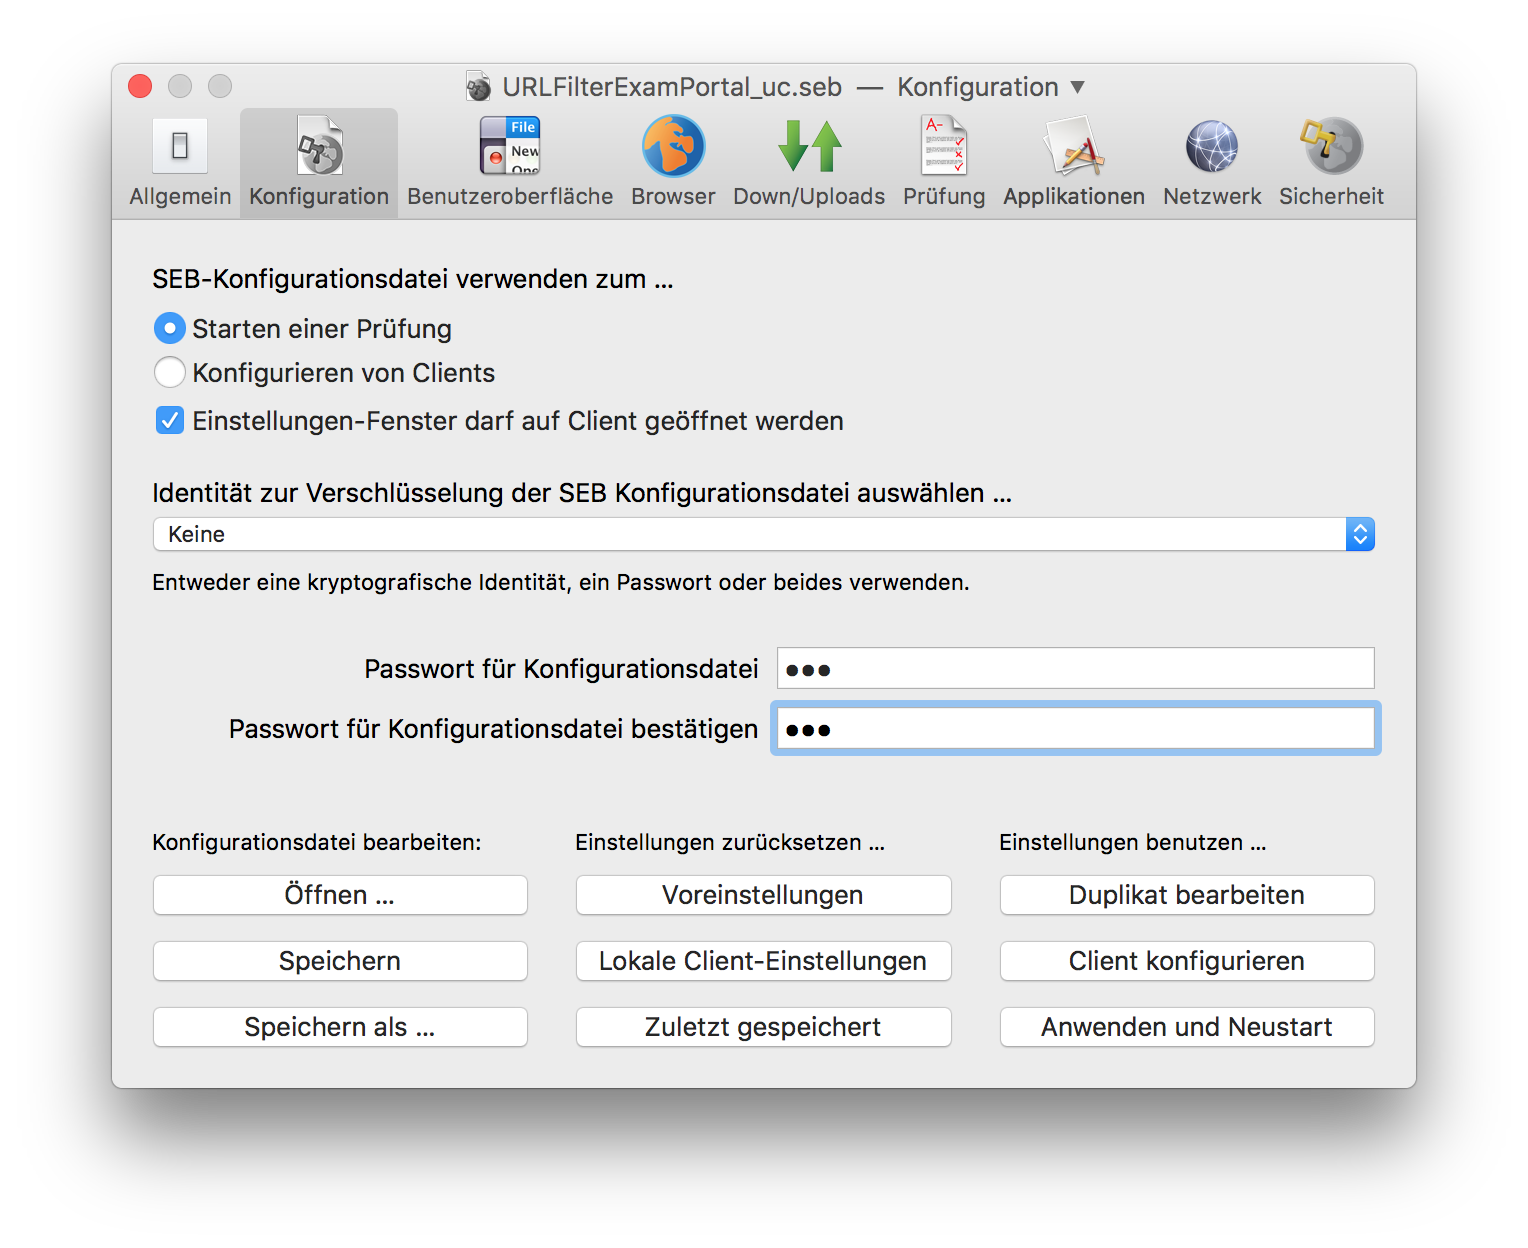 URLFilterExamPortal_uc.seb — Konfiguration ▼
File
New
A-
Allgemein Konfiguration Benutzeroberfläche Browser Down/Uploads Prüfung Applikationen Netzwerk Sicherheit
SEB-Konfigurationsdatei verwenden zum ...
Starten einer Prüfung
Konfigurieren von Clients
Einstellungen-Fenster darf auf Client geöffnet werden
Identität zur Verschlüsselung der SEB Konfigurationsdatei auswählen ...
Keine
Entweder eine kryptografische Identität, ein Passwort oder beides verwenden.
Passwort für Konfigurationsdatei •••
Passwort für Konfigurationsdatei bestätigen •••
Konfigurationsdatei bearbeiten: Einstellungen zurücksetzen ... Einstellungen benutzen ...
Öffnen ... Voreinstellungen Duplikat bearbeiten
Speichern Lokale Client-Einstellungen Client konfigurieren
Speichern als ... Zuletzt gespeichert Anwenden und Neustart